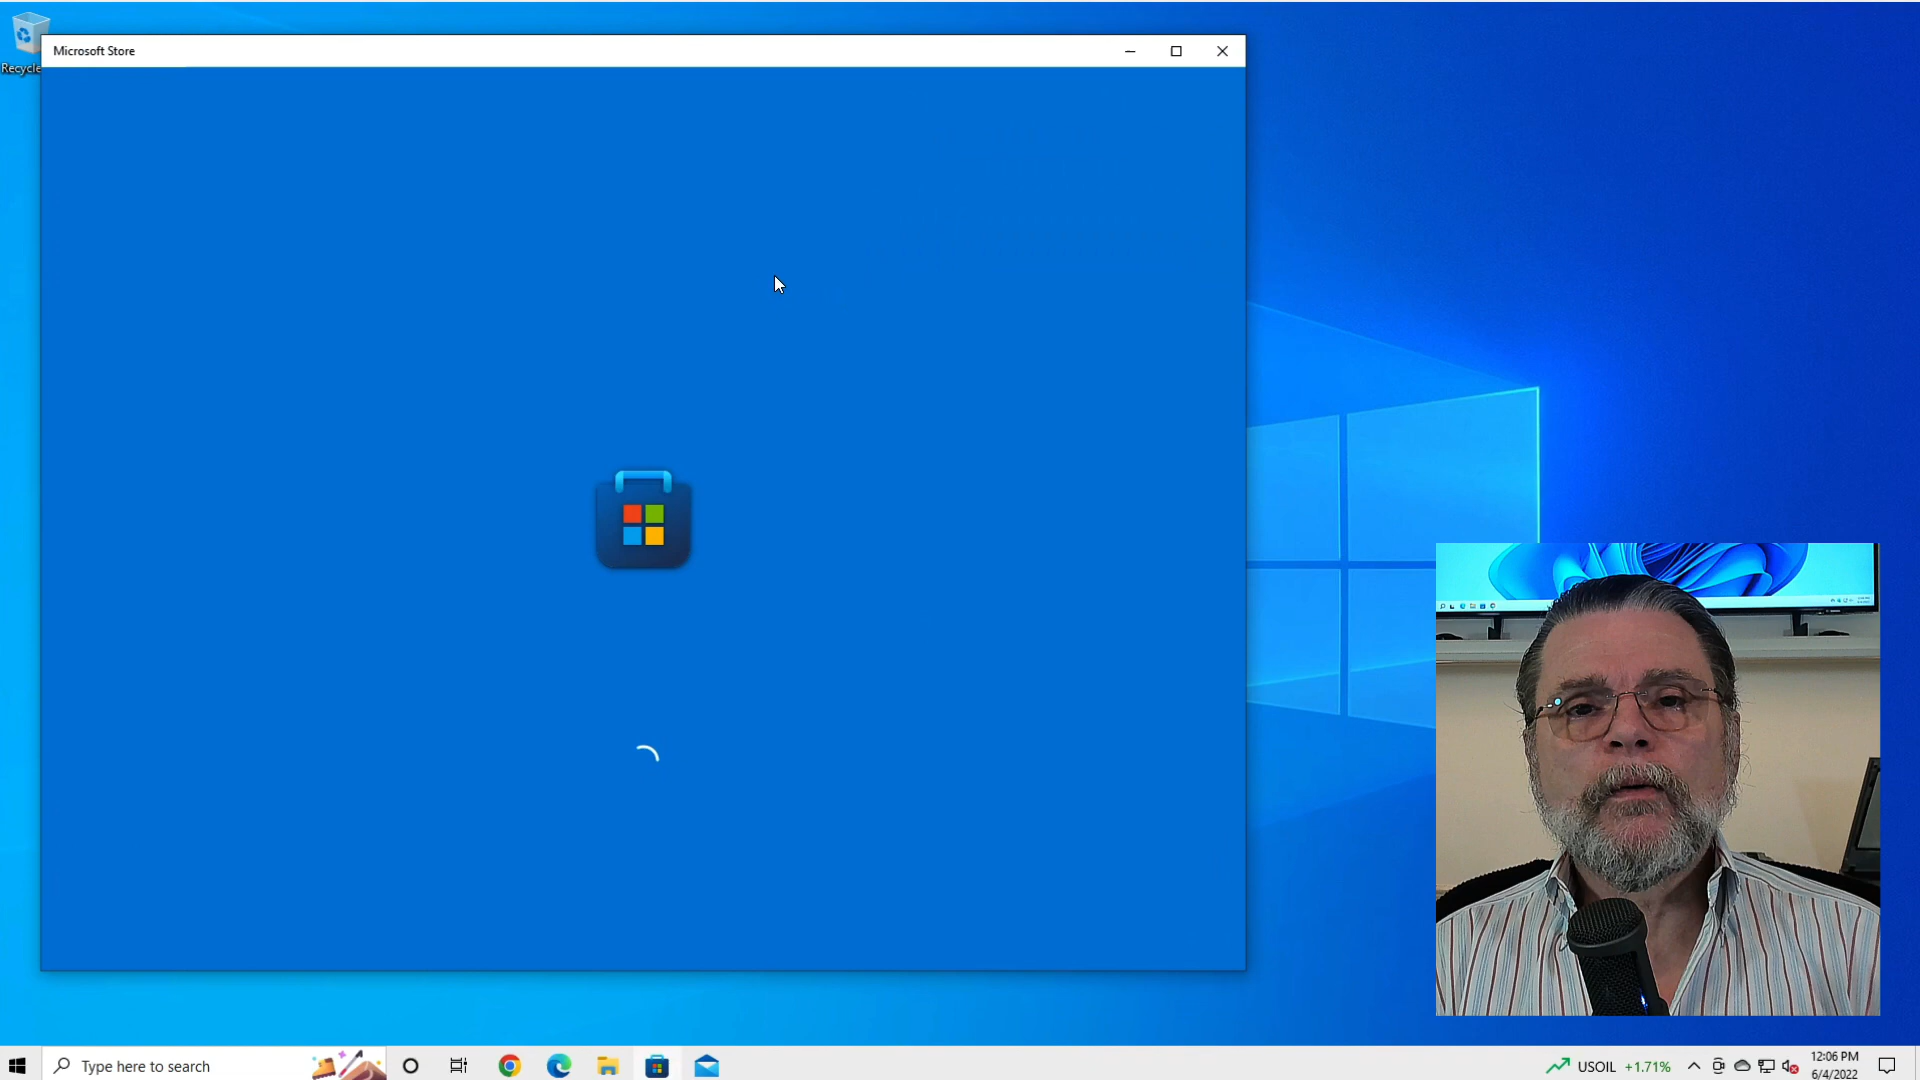 Microsoft Store
Recycle
Type here to search
USOIL +1.71%
12:06 PM
6/4/2022